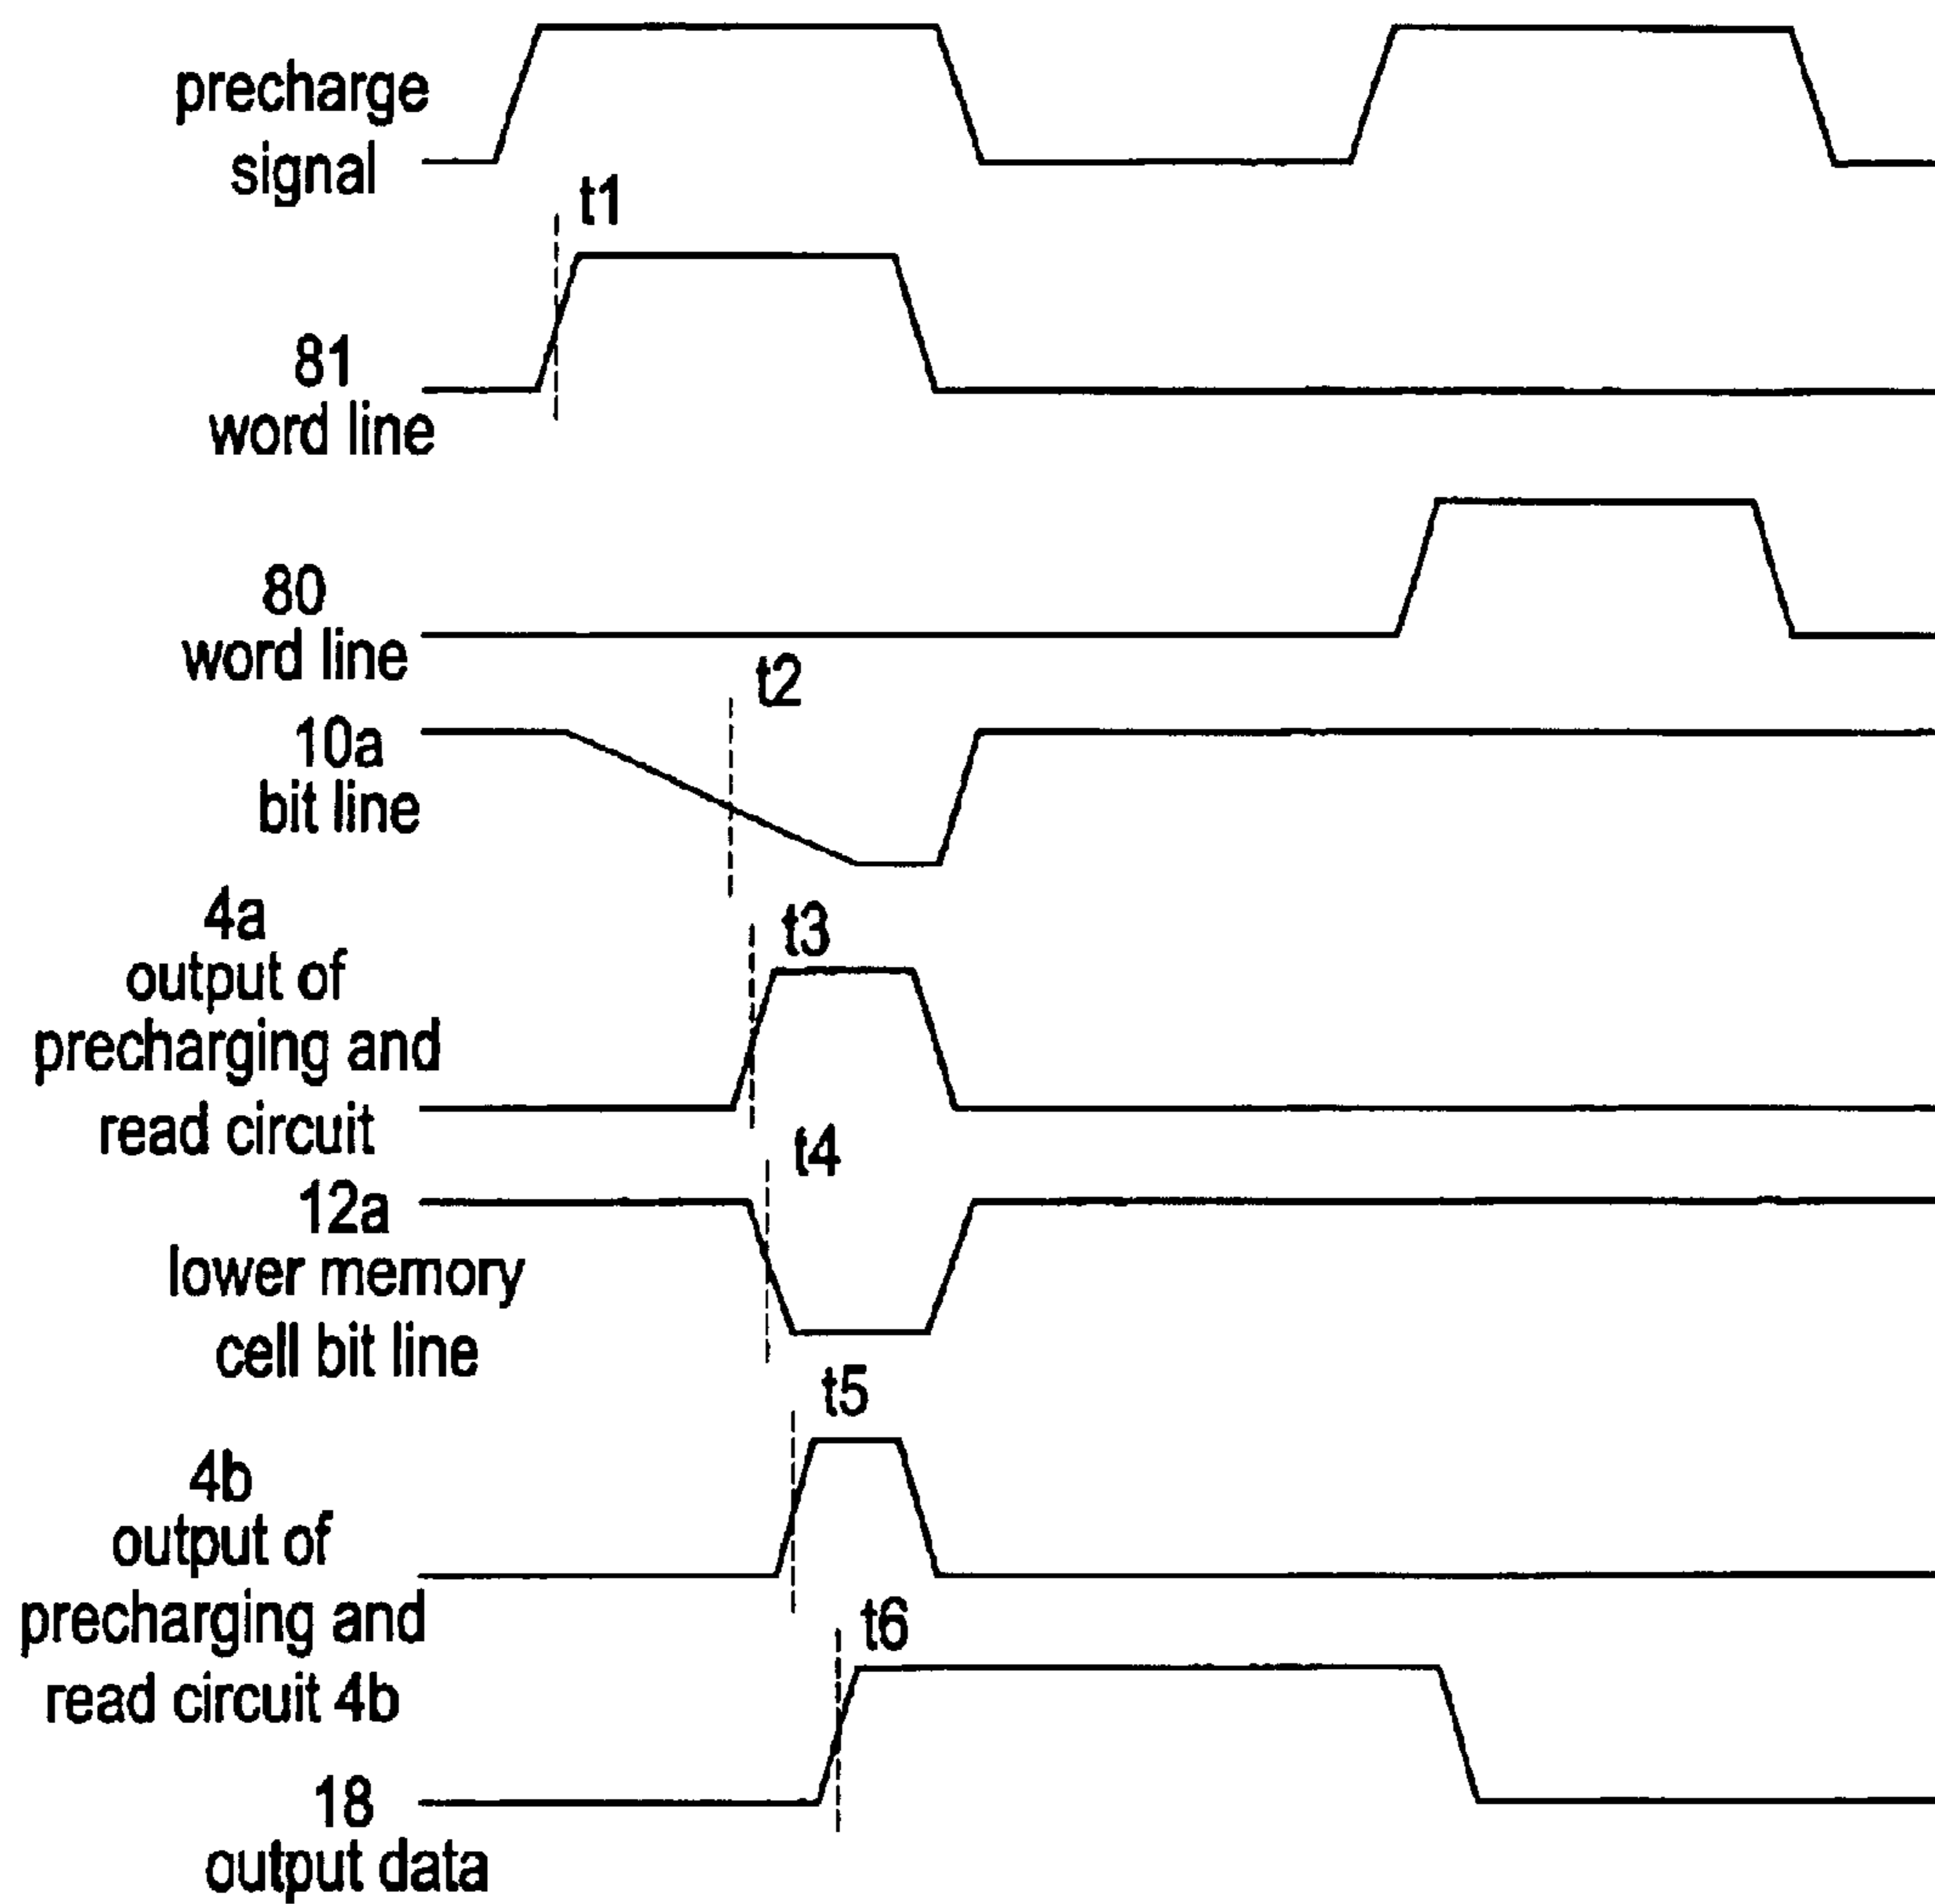 precharge
signal
t1
81
word line
80
word line
t2
10a
bit line
4a
output of
precharging and
read circuit
t3
t4
12a
lower memory
cell bit line
t5
4b
output of
precharging and
read circuit 4b
t6
18
output data